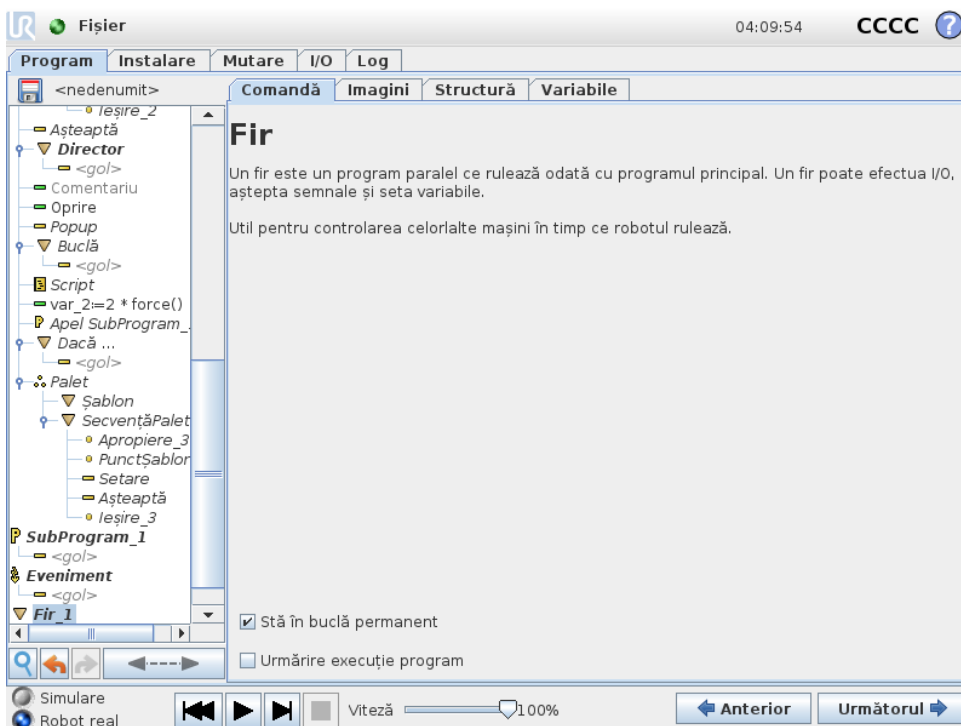 Fișier
04:09:54
CCCC
?
Program Instalare Mutare I/O Log
<nedenumit>
Comandă Imagini Structură Variabile
Ieșire_2
Așteaptă
Director
<gol>
Comentariu
Oprire
Popup
Buclă
<gol>
Script
var_2:=2 * force()
Apel SubProgram_
Dacă ...
<gol>
Palet
Șablon
SecvențăPalet
Apropiere_3
PunctȘablon
Setare
Așteaptă
Ieșire_3
P SubProgram_1
<gol>
Eveniment
<gol>
Fir_1
Fir
Un fir este un program paralel ce rulează odată cu programul principal. Un fir poate efectua I/O,
aștepta semnale și seta variabile.
Util pentru controlarea celorlalte mașini în timp ce robotul rulează.
Stă în buclă permanent
Urmărire execuție program
Simulare
Robot real
Viteză
100%
Anterior
Următorul